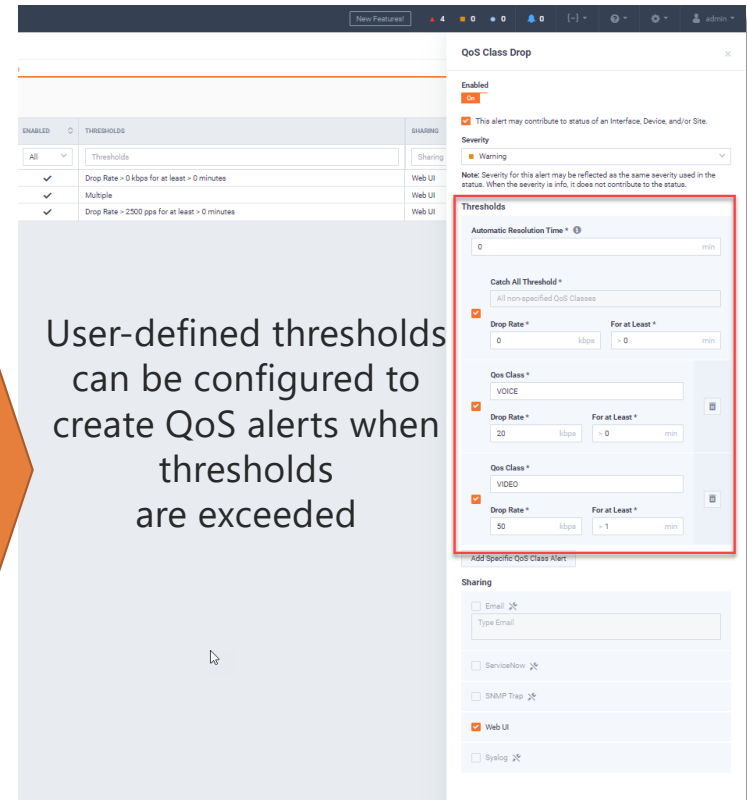 New Features! 4 0 0 0 [-] admin
QoS Class Drop
Enabled
On
This alert may contribute to status of an Interface, Device, and/or Site.
Severity
Warning
Note: Severity for this alert may be reflected as the same severity used in the
status. When the severity is info, it does not contribute to the status.
ENABLED THRESHOLDS SHARING
All Thresholds Sharing
Drop Rate > 0 kbps for at least > 0 minutes Web UI
Multiple Web UI
Drop Rate > 2500 pps for at least > 0 minutes Web UI
User-defined thresholds
can be configured to
create QoS alerts when
thresholds
are exceeded
Thresholds
Automatic Resolution Time *
0 min
Catch All Threshold *
All non-specified QoS Classes
Drop Rate * For at Least *
0 kbps > 0 min
Qos Class *
VOICE
Drop Rate * For at Least *
20 kbps > 0 min
Qos Class *
VIDEO
Drop Rate * For at Least *
50 kbps > 1 min
Add Specific QoS Class Alert
Sharing
Email
Type Email
ServiceNow
SNMP Trap
Web UI
Syslog